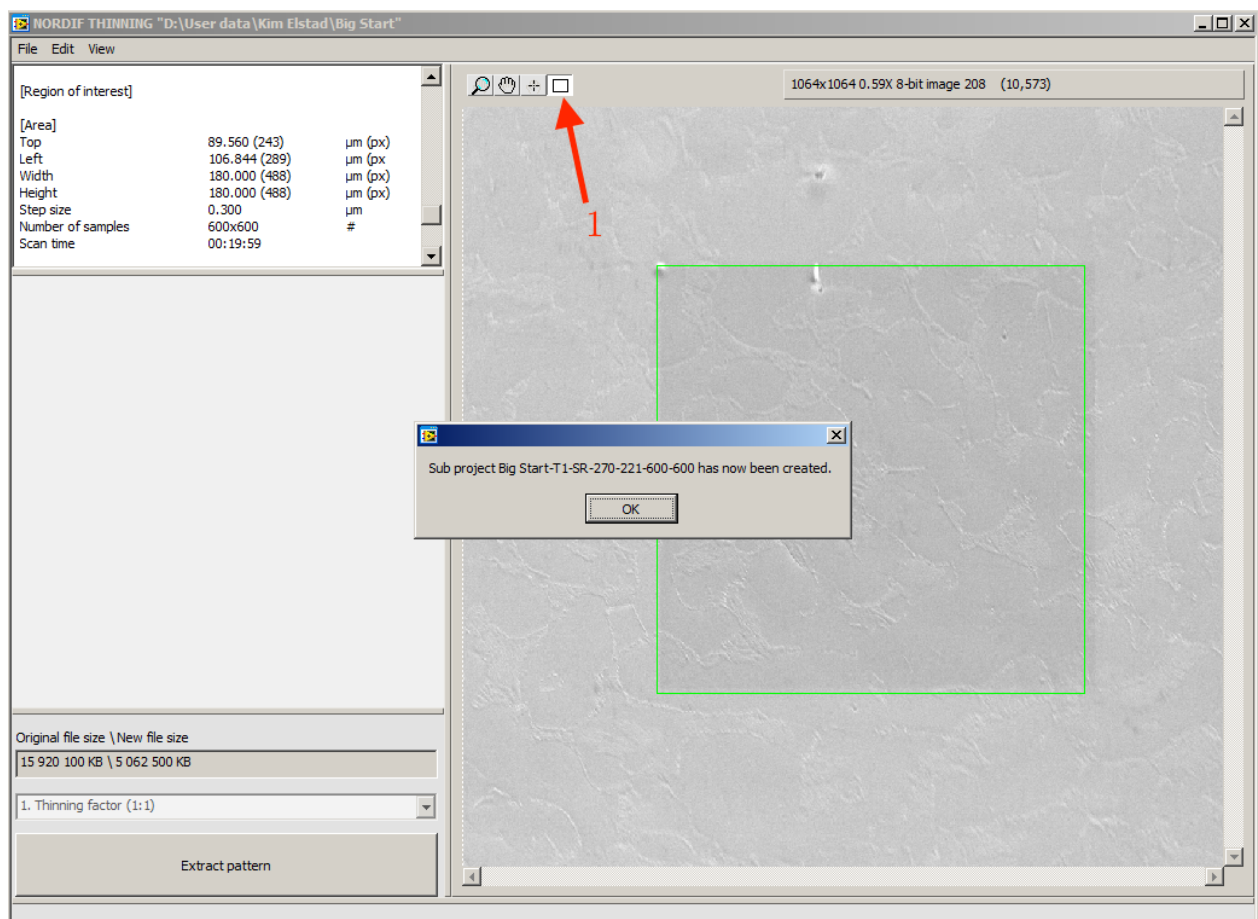 NORDIF THINNING "D:\User data\Kim Elstad\Big Start"
File Edit View
[Region of interest]
[Area]
Top 89.560 (243) µm (px)
Left 106.844 (289) µm (px
Width 180.000 (488) µm (px)
Height 180.000 (488) µm (px)
Step size 0.300 µm
Number of samples 600x600 #
Scan time 00:19:59
1064x1064 0.59X 8-bit image 208 (10,573)
1
Sub project Big Start-T1-SR-270-221-600-600 has now been created.
OK
Original file size \ New file size
15 920 100 KB \ 5 062 500 KB
1. Thinning factor (1:1)
Extract pattern